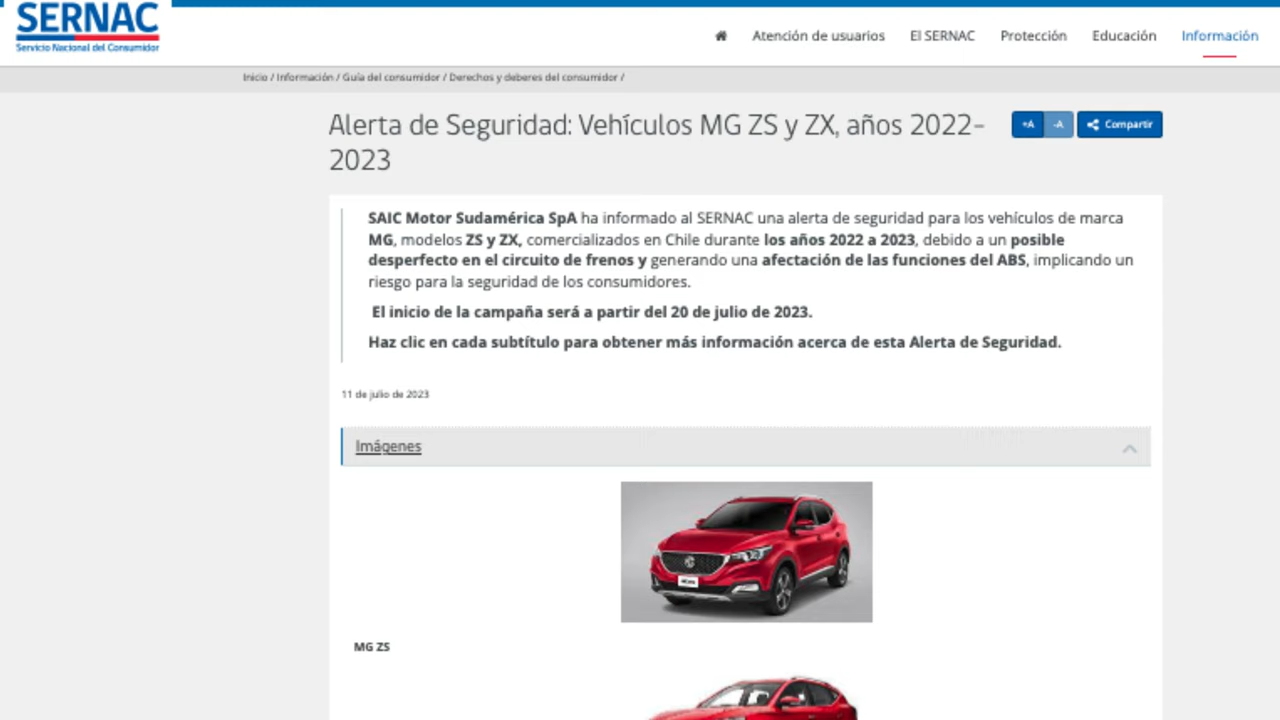 SERNAC
Servicio Nacional del Consumidor
Atención de usuarios El SERNAC Protección Educación Información
Inicio / Información / Guía del consumidor / Derechos y deberes del consumidor /
Alerta de Seguridad: Vehículos MG ZS y ZX, años 2022-
2023
+A -A Compartir
SAIC Motor Sudamérica SpA ha informado al SERNAC una alerta de seguridad para los vehículos de marca
MG, modelos ZS y ZX, comercializados en Chile durante los años 2022 a 2023, debido a un posible
desperfecto en el circuito de frenos y generando una afectación de las funciones del ABS, implicando un
riesgo para la seguridad de los consumidores.
El inicio de la campaña será a partir del 20 de julio de 2023.
Haz clic en cada subtítulo para obtener más información acerca de esta Alerta de Seguridad.
11 de julio de 2023
Imágenes
MG ZS